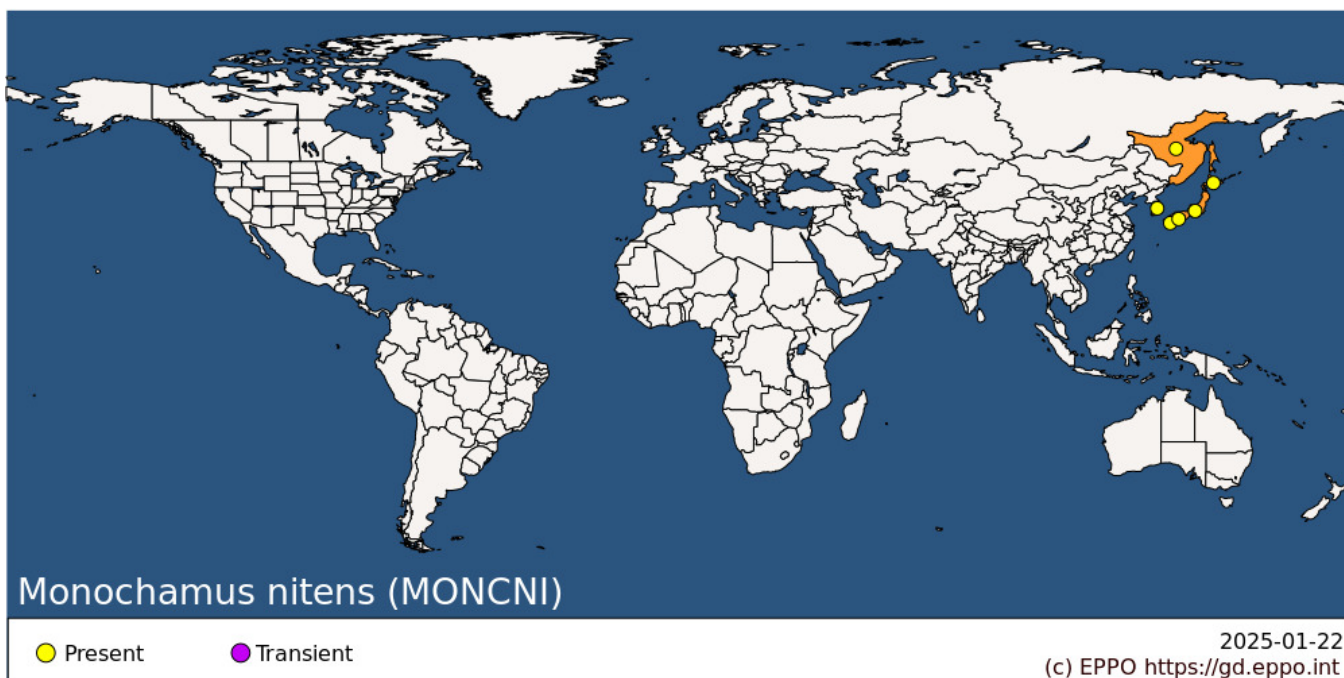 Monochamus nitens (MONCNI)
Present
Transient
2025-01-22
(c) EPPO https://gd.eppo.int